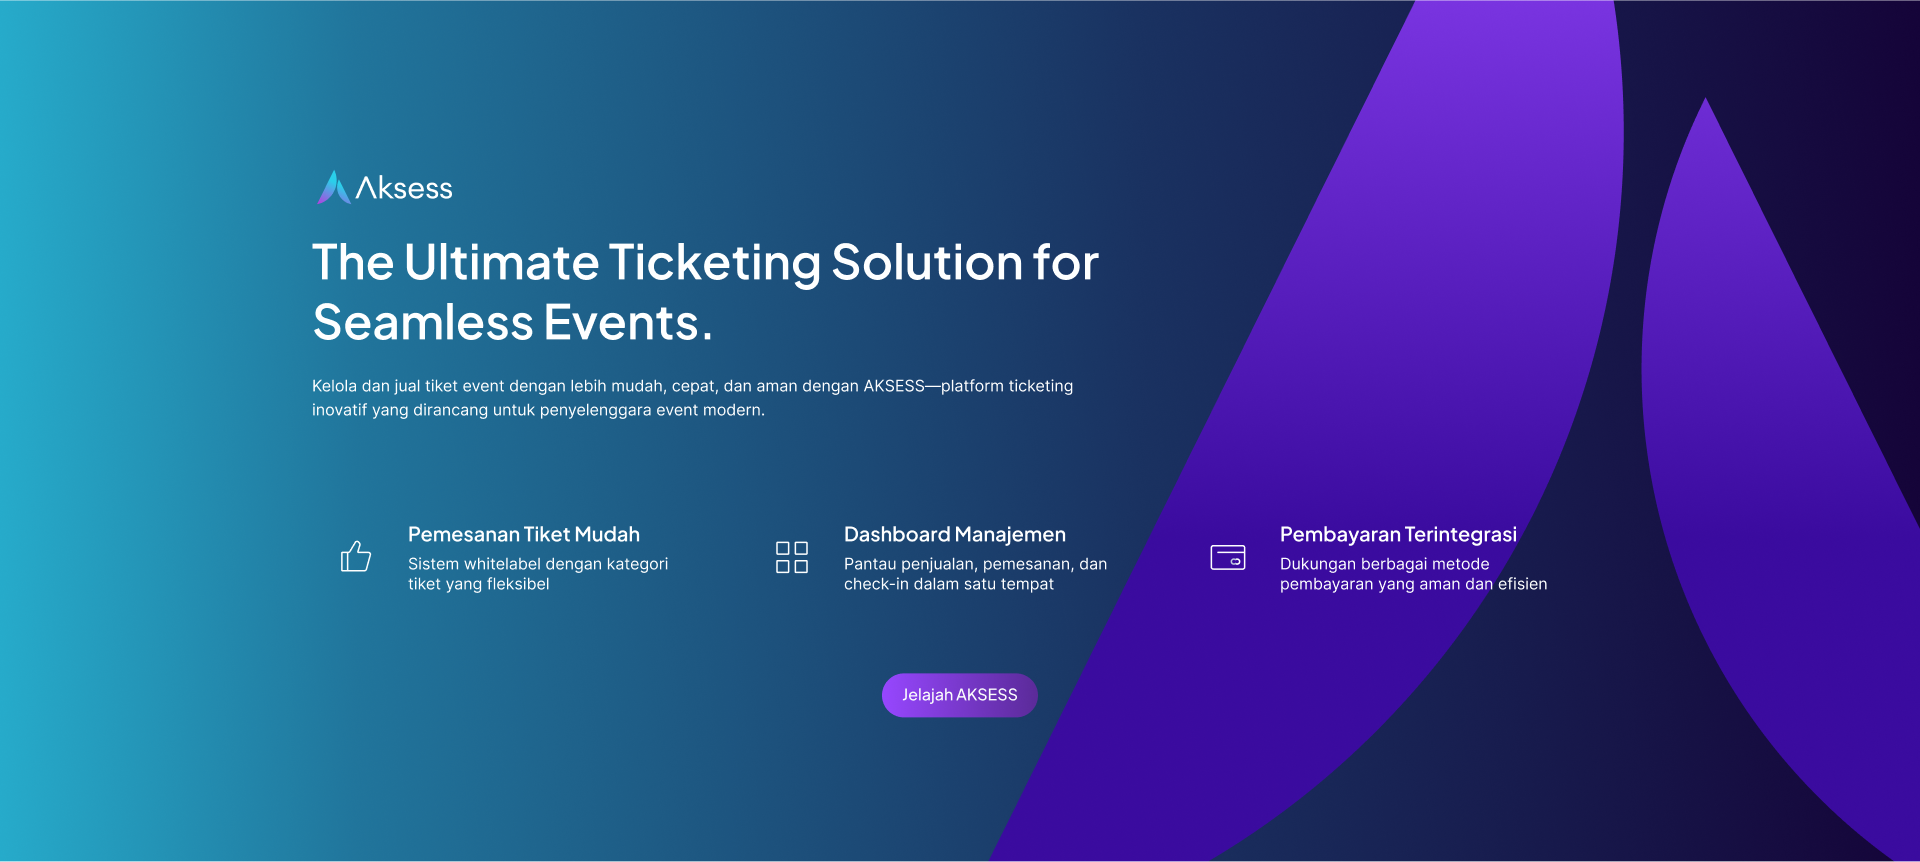 Aksess
The Ultimate Ticketing Solution for
Seamless Events.
Kelola dan jual tiket event dengan lebih mudah, cepat, dan aman dengan AKSESS—platform ticketing
inovatif yang dirancang untuk penyelenggara event modern.
Pemesanan Tiket Mudah
Sistem whitelabel dengan kategori
tiket yang fleksibel
Dashboard Manajemen
Pantau penjualan, pemesanan, dan
check-in dalam satu tempat
Pembayaran Terintegrasi
Dukungan berbagai metode
pembayaran yang aman dan efisien
Jelajah AKSESS